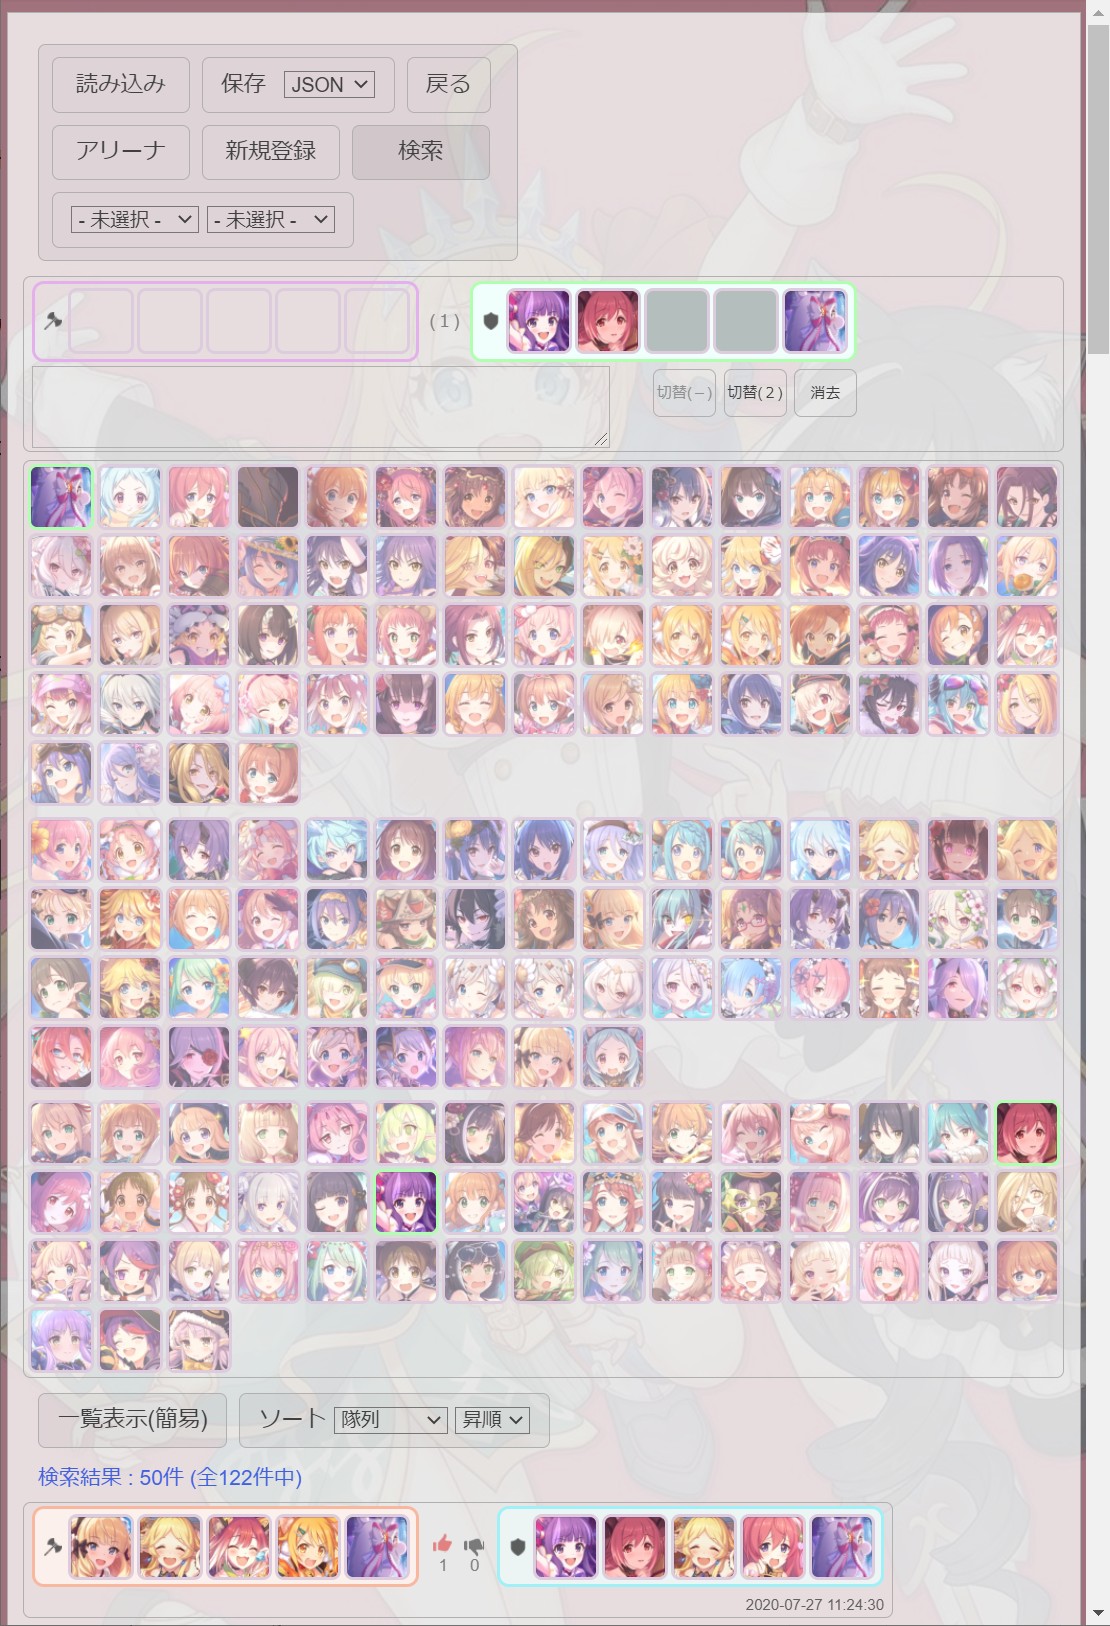 読み込み 保存 JSON 戻る
アリーナ 新規登録 検索
- 未選択 - - 未選択 -
(1)
切替(－) 切替(２) 消去
一覧表示(簡易) ソート 隊列 昇順
検索結果 : 50件 (全122件中)
1 0
2020-07-27 11:24:30